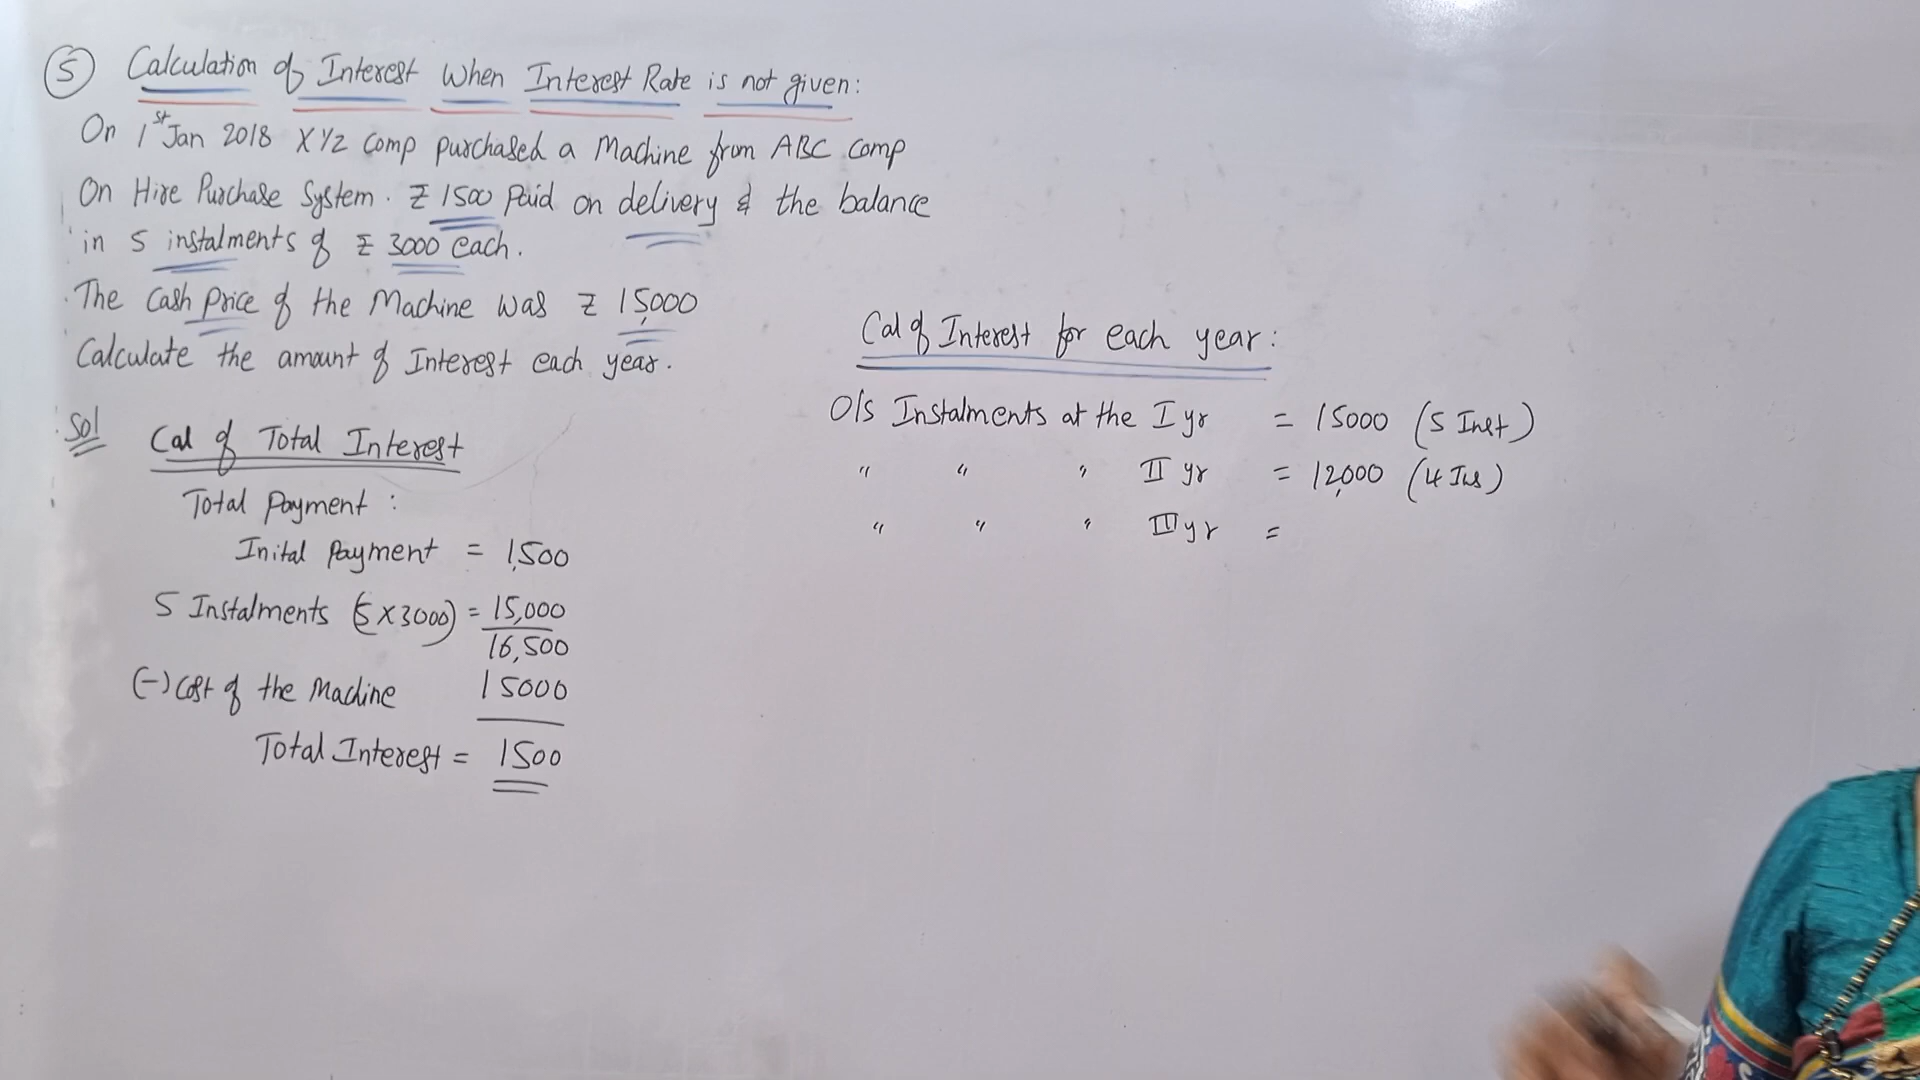 5 Calculation of Interest When Interest Rate is not given:
On 1st Jan 2018 XYZ Comp purchased a Machine from ABC Comp
On Hire Purchase System. ₹ 1500 Paid on delivery & the balance
in 5 instalments of ₹ 3000 each.
The Cash price of the Machine was ₹ 15,000
Calculate the amount of Interest each year.
Sol
Cal of Total Interest
Total Payment :
Inital Payment = 1,500
5 Instalments (5 x 3000) = 15,000
16,500
(-) Cost of the Machine 15000
Total Interest = 1500
Cal of Interest for each year:
O/s Instalments at the I yr = 15000 (5 Inst)
" " " II yr = 12,000 (4 Ins)
" " " III yr =